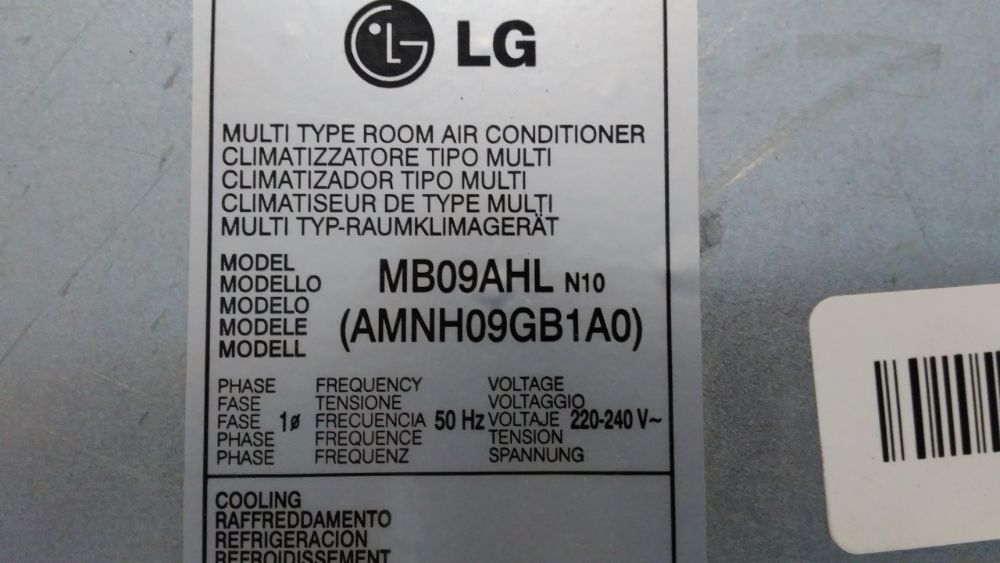 LG
MULTI TYPE ROOM AIR CONDITIONER
CLIMATIZZATORE TIPO MULTI
CLIMATIZADOR TIPO MULTI
CLIMATISEUR DE TYPE MULTI
MULTI TYP-RAUMKLIMAGERÄT
MODEL
MODELLO
MODELO
MODELE
MODELL
MB09AHL N10
(AMNH09GB1A0)
PHASE FREQUENCY VOLTAGE
FASE TENSIONE VOLTAGGIO
FASE 1ø FRECUENCIA 50 Hz VOLTAJE 220-240 V~
PHASE FREQUENCE TENSION
PHASE FREQUENZ SPANNUNG
COOLING
RAFFREDDAMENTO
REFRIGERACION
REFROIDISSEMENT